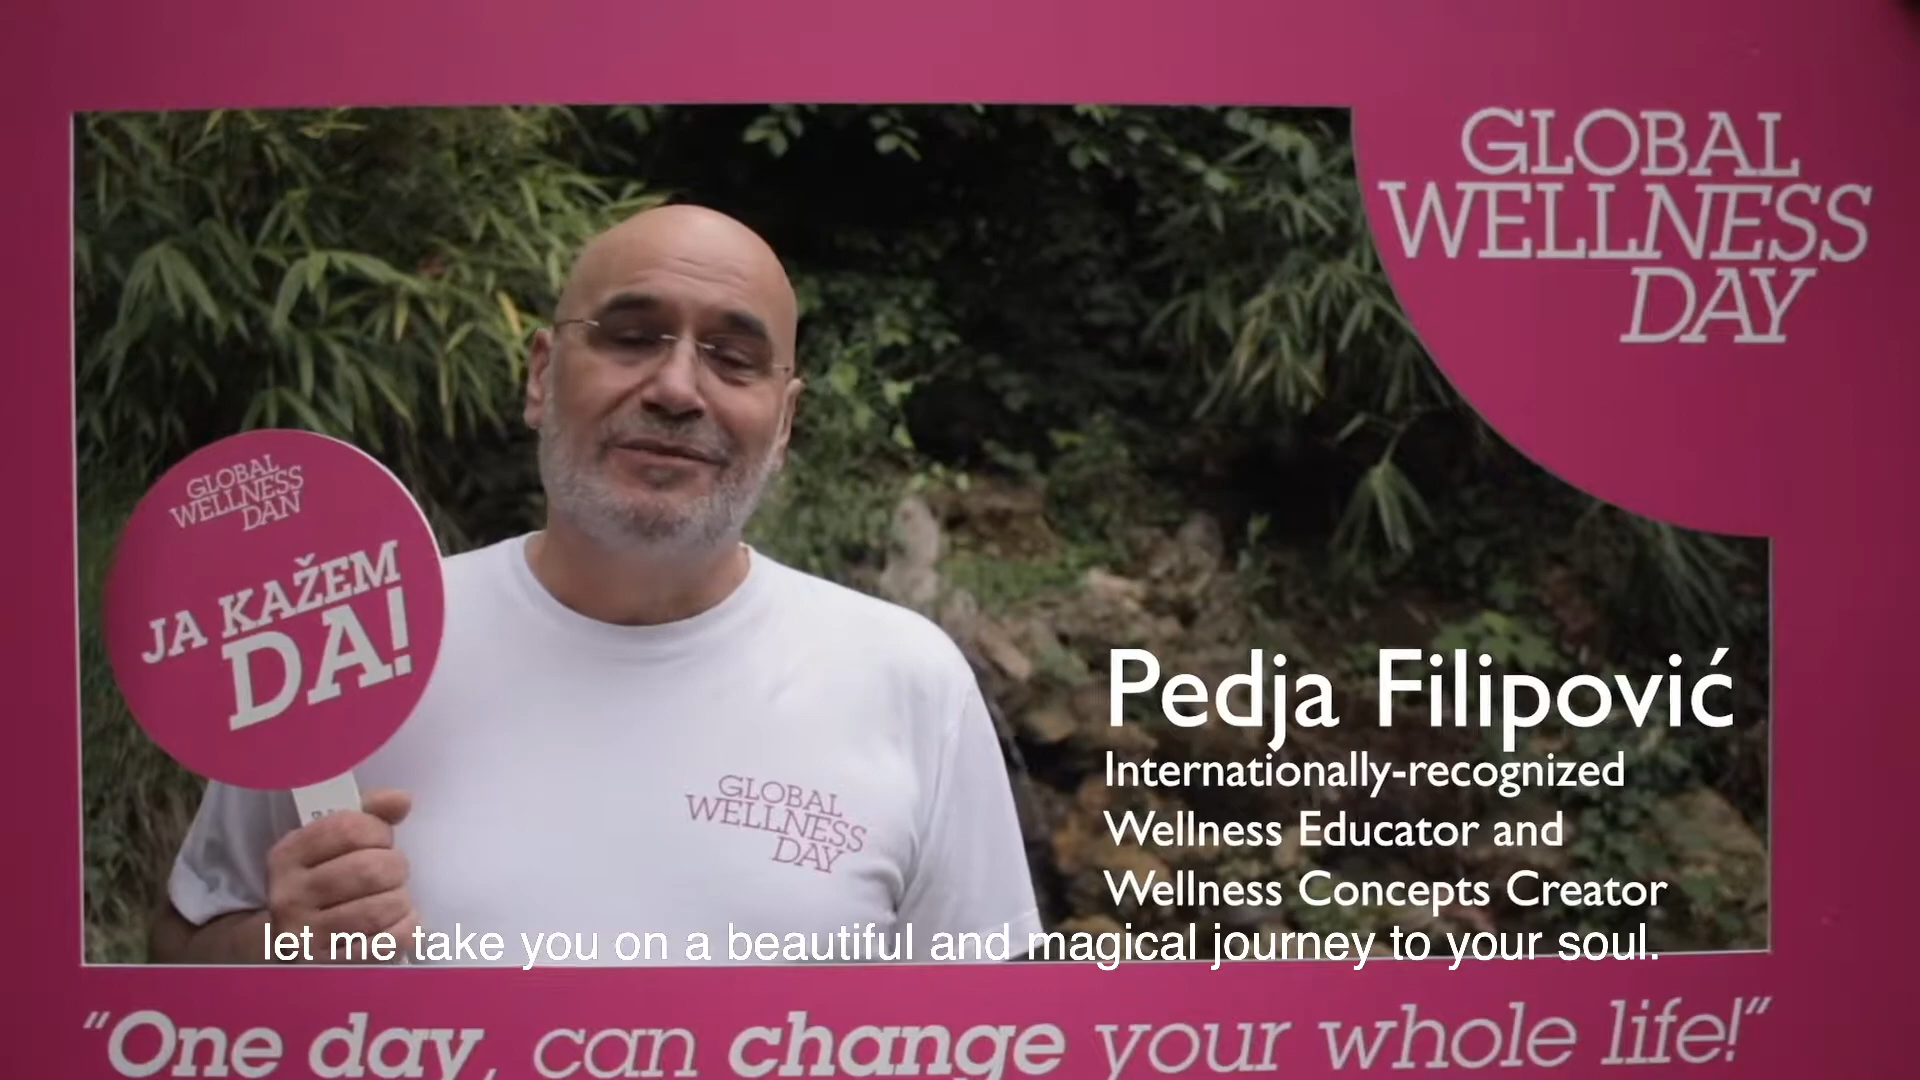 GLOBAL
WELLNESS
DAY
GLOBAL
WELLNESS
DAN
JA KAŽEM
DA!
GLOBAL
WELLNESS
DAY
Pedja Filipović
Internationally-recognized
Wellness Educator and
Wellness Concepts Creator
let me take you on a beautiful and magical journey to your soul.
“One day, can change your whole life!”